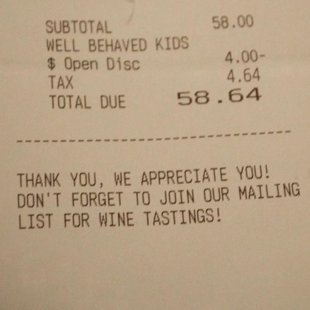 SUBTOTAL 58.00
WELL BEHAVED KIDS
$ Open Disc 4.00-
TAX 4.64
TOTAL DUE 58.64
THANK YOU, WE APPRECIATE YOU!
DON'T FORGET TO JOIN OUR MAILING
LIST FOR WINE TASTINGS!